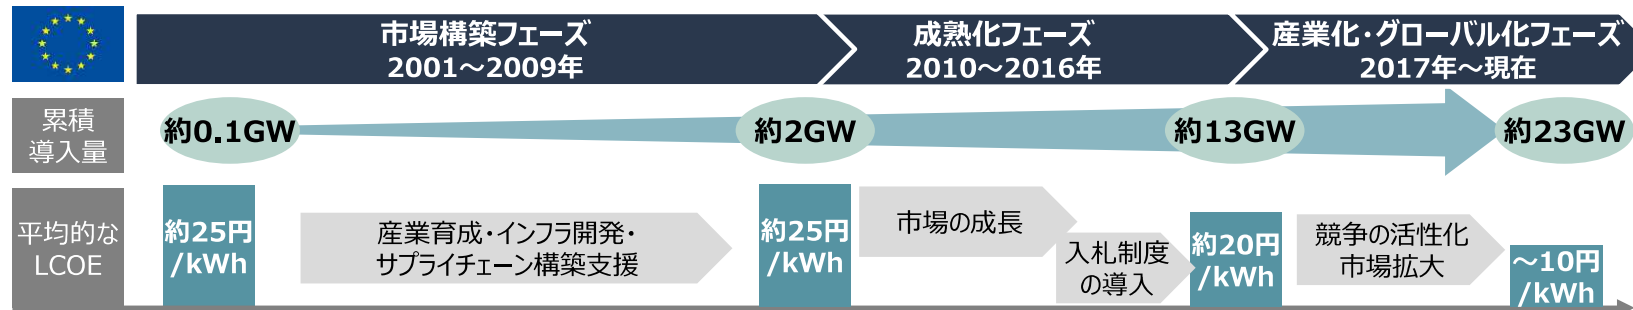 市場構築フェーズ
2001～2009年
成熟化フェーズ
2010～2016年
産業化・グローバル化フェーズ
2017年～現在
累積
導入量
約0.1GW
約2GW
約13GW
約23GW
平均的な
LCOE
約25円
/kWh
産業育成・インフラ開発・
サプライチェーン構築支援
約25円
/kWh
市場の成長
入札制度
の導入
約20円
/kWh
競争の活性化
市場拡大
～10円
/kWh